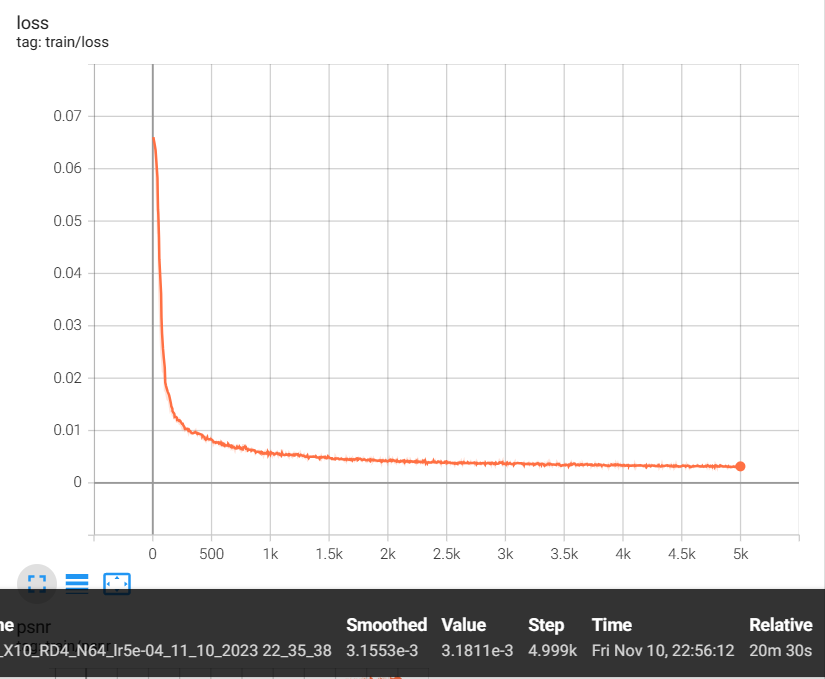 loss
tag: train/loss
0.07
0.06
0.05
0.04
0.03
0.02
0.01
0
0 500 1k 1.5k 2k 2.5k 3k 3.5k 4k 4.5k 5k
psnr
ne Smoothed Value Step Time Relative
_X10_RD4_N64_lr5e-04_11_10_2023 22_35_38 3.1553e-3 3.1811e-3 4.999k Fri Nov 10, 22:56:12 20m 30s